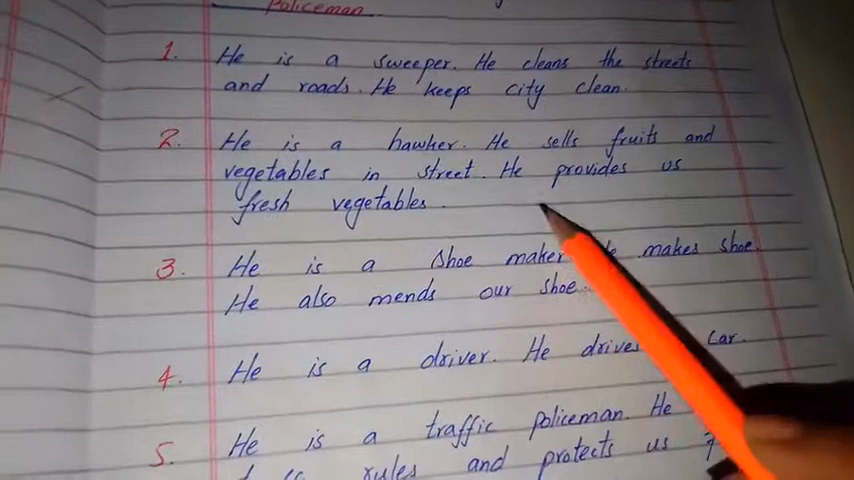 Policeman
1. He is a sweeper. He cleans the streets
and roads. He keeps city clean.
2. He is a hawker. He sells fruits and
vegetables in street. He provides us
fresh vegetables.
3. He is a shoe maker. makes shoe.
He also mends our shoe.
4. He is a driver. He drives car.
5. He is a traffic policeman. He
rules and protects us